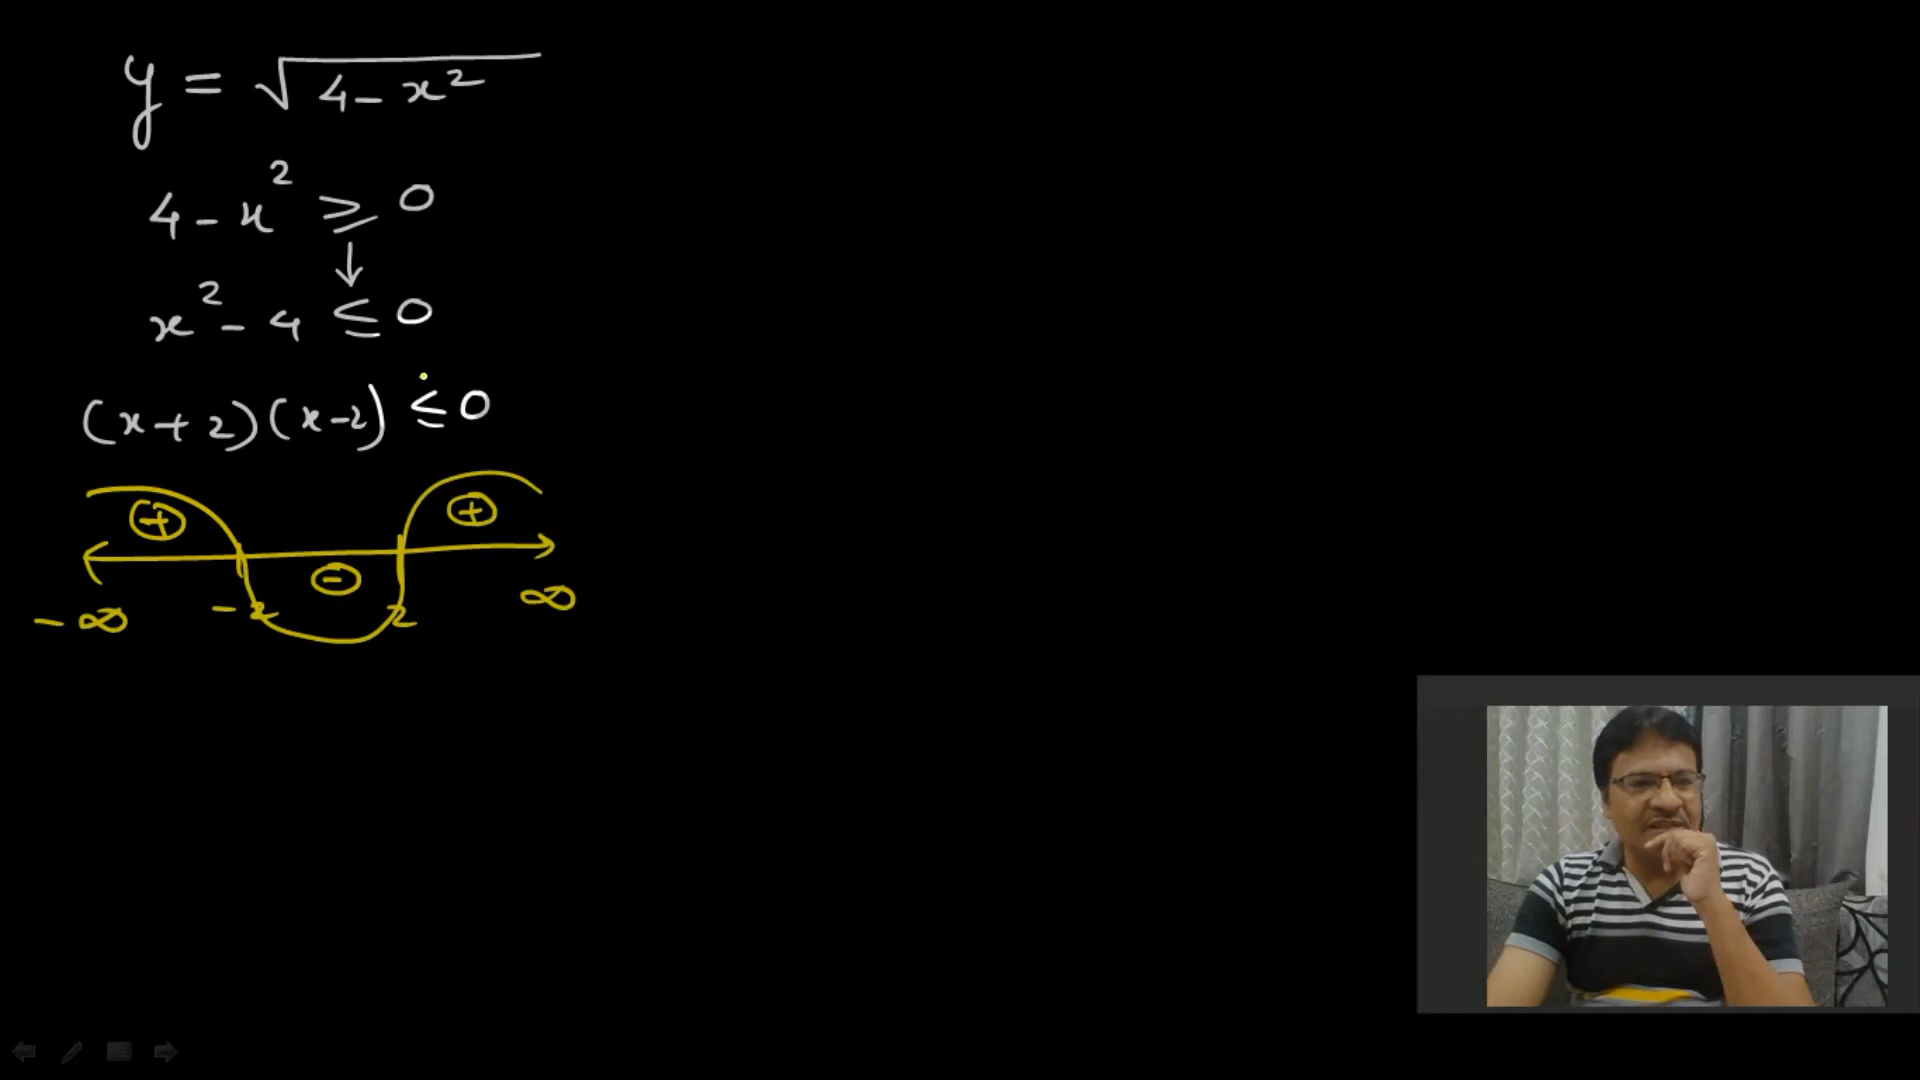 y = √4 - x²
4 - x² ≥ 0
↓
x² - 4 ≤ 0
(x + 2)(x - 2) ≤ 0
+ +
-
- ∞ - 2 2 ∞